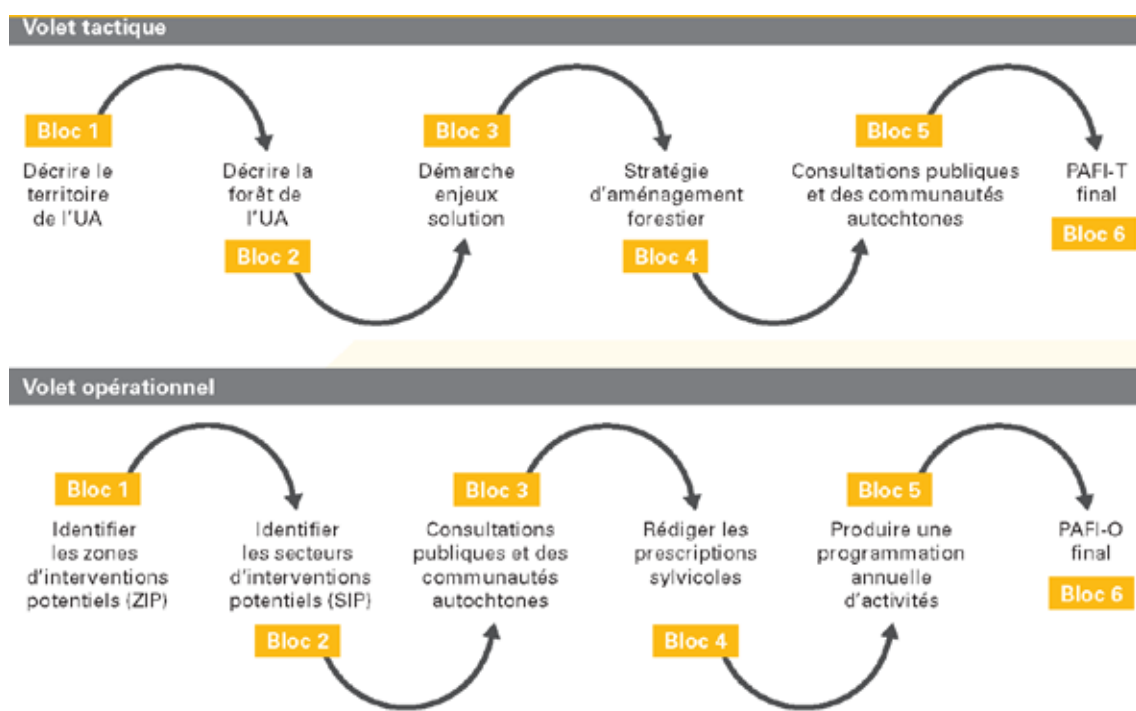 Volet tactique
Bloc 1
Décrire le
territoire
de l'UA
Décrire la
forêt de
l'UA
Bloc 2
Bloc 3
Démarche
enjeux
solution
Stratégie
d'aménagement
forestier
Bloc 4
Bloc 5
Consultations publiques
et des communautés
autochtones
PAFI-T
final
Bloc 6
Volet opérationnel
Bloc 1
Identifier
les zones
d'interventions
potentiels (ZIP)
Identifier
les secteurs
d'interventions
potentiels (SIP)
Bloc 2
Bloc 3
Consultations
publiques et des
communautés
autochtones
Rédiger les
prescriptions
sylvicoles
Bloc 4
Bloc 5
Produire une
programmation
annuelle
d'activités
PAFI-O
final
Bloc 6